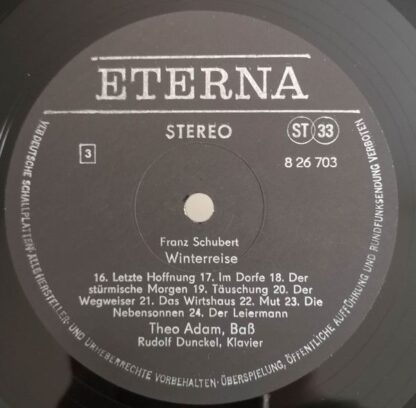 ETERNA
STEREO
ST 33
3
8 26 703
Franz Schubert
Winterreise
16. Letzte Hoffnung 17. Im Dorfe 18. Der
stürmische Morgen 19. Täuschung 20. Der
Wegweiser 21. Das Wirtshaus 22. Mut 23. Die
Nebensonnen 24. Der Leiermann
Theo Adam, Baß
Rudolf Dunckel, Klavier
VEB DEUTSCHE SCHALLPLATTEN · ALLE HERSTELLER- UND URHEBERRECHTE VORBEHALTEN · ÜBERSPIELUNG, ÖFFENTLICHE AUFFÜHRUNG UND RUNDFUNKSENDUNG VERBOTEN